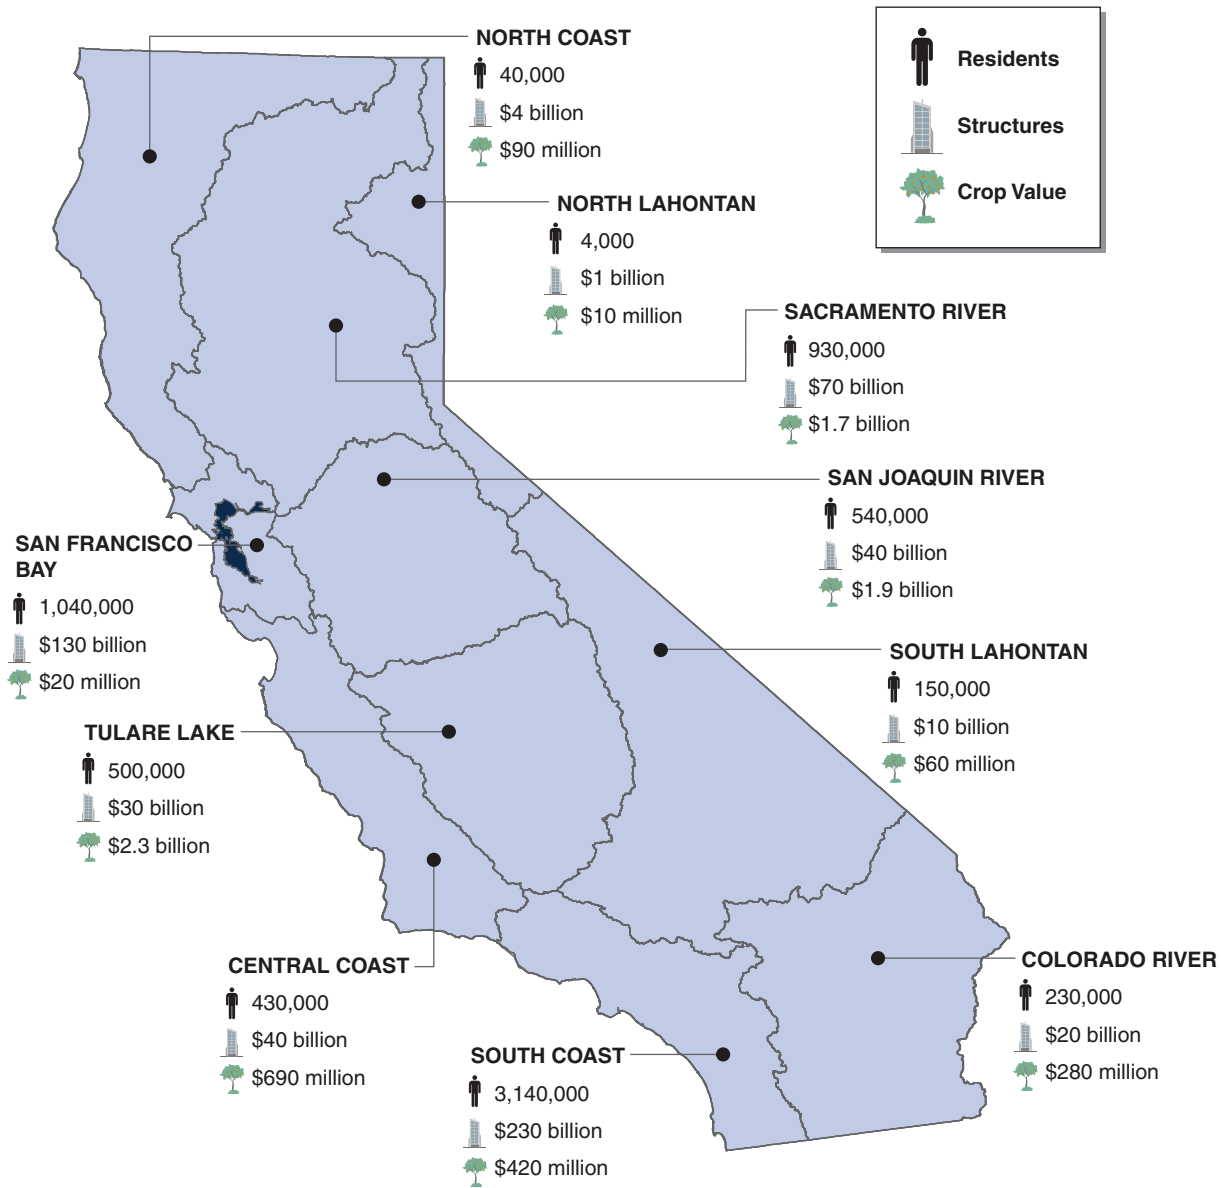 NORTH COAST
40,000
$4 billion
$90 million
Residents
Structures
Crop Value
NORTH LAHONTAN
4,000
$1 billion
$10 million
SACRAMENTO RIVER
930,000
$70 billion
$1.7 billion
SAN JOAQUIN RIVER
540,000
$40 billion
$1.9 billion
SAN FRANCISCO
BAY
1,040,000
$130 billion
$20 million
SOUTH LAHONTAN
150,000
$10 billion
$60 million
TULARE LAKE
500,000
$30 billion
$2.3 billion
CENTRAL COAST
430,000
$40 billion
$690 million
COLORADO RIVER
230,000
$20 billion
$280 million
SOUTH COAST
3,140,000
$230 billion
$420 million